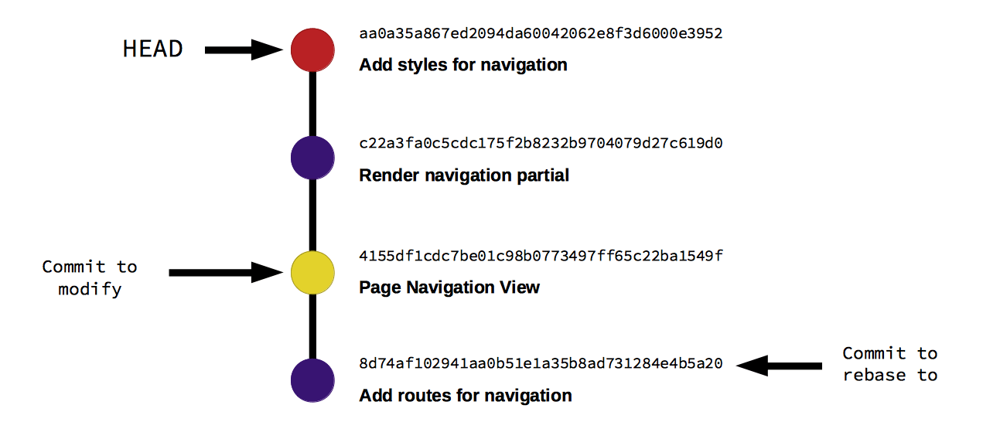 HEAD
aa0a35a867ed2094da60042062e8f3d6000e3952
Add styles for navigation
c22a3fa0c5cdc175f2b8232b9704079d27c619d0
Render navigation partial
Commit to
modify
4155df1cdc7be01c98b0773497ff65c22ba1549f
Page Navigation View
8d74af102941aa0b51e1a35b8ad731284e4b5a20
Add routes for navigation
Commit to
rebase to